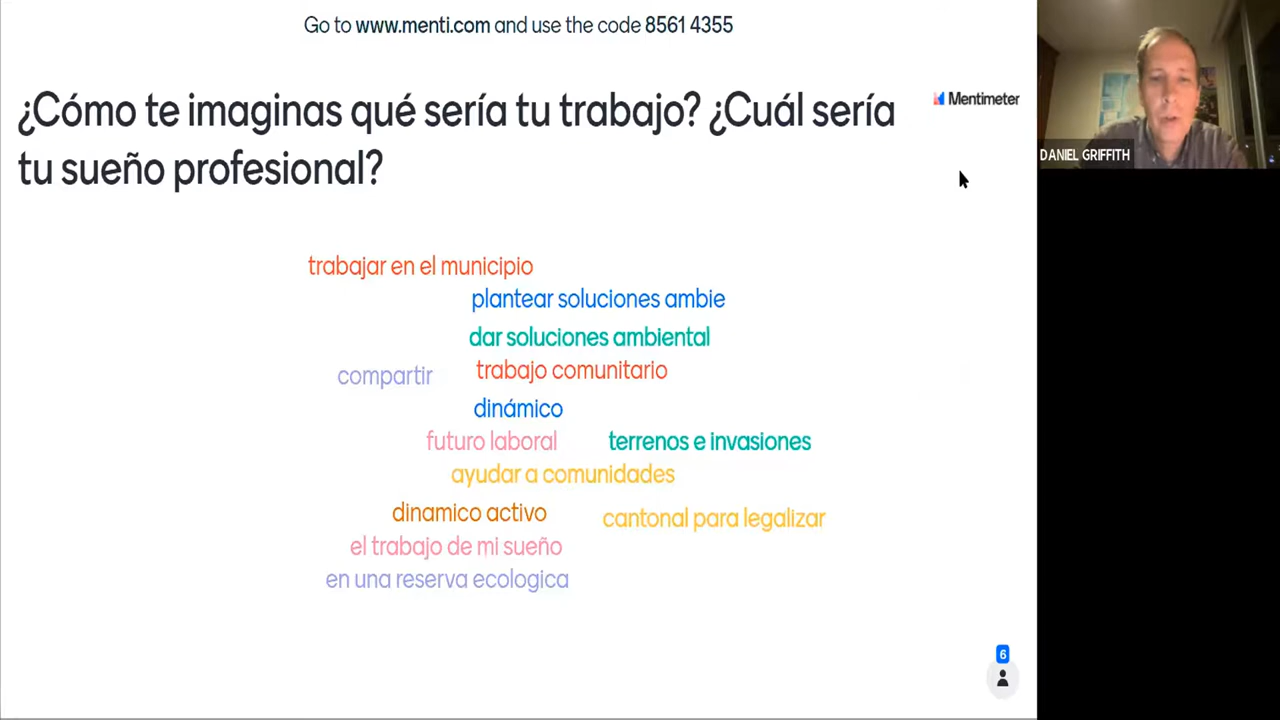 Go to www.menti.com and use the code 8561 4355
¿Cómo te imaginas qué sería tu trabajo? ¿Cuál sería
tu sueño profesional?
Mentimeter
DANIEL GRIFFITH
trabajar en el municipio
plantear soluciones ambie
dar soluciones ambiental
compartir
trabajo comunitario
dinámico
futuro laboral
terrenos e invasiones
ayudar a comunidades
dinamico activo
cantonal para legalizar
el trabajo de mi sueño
en una reserva ecologica
6